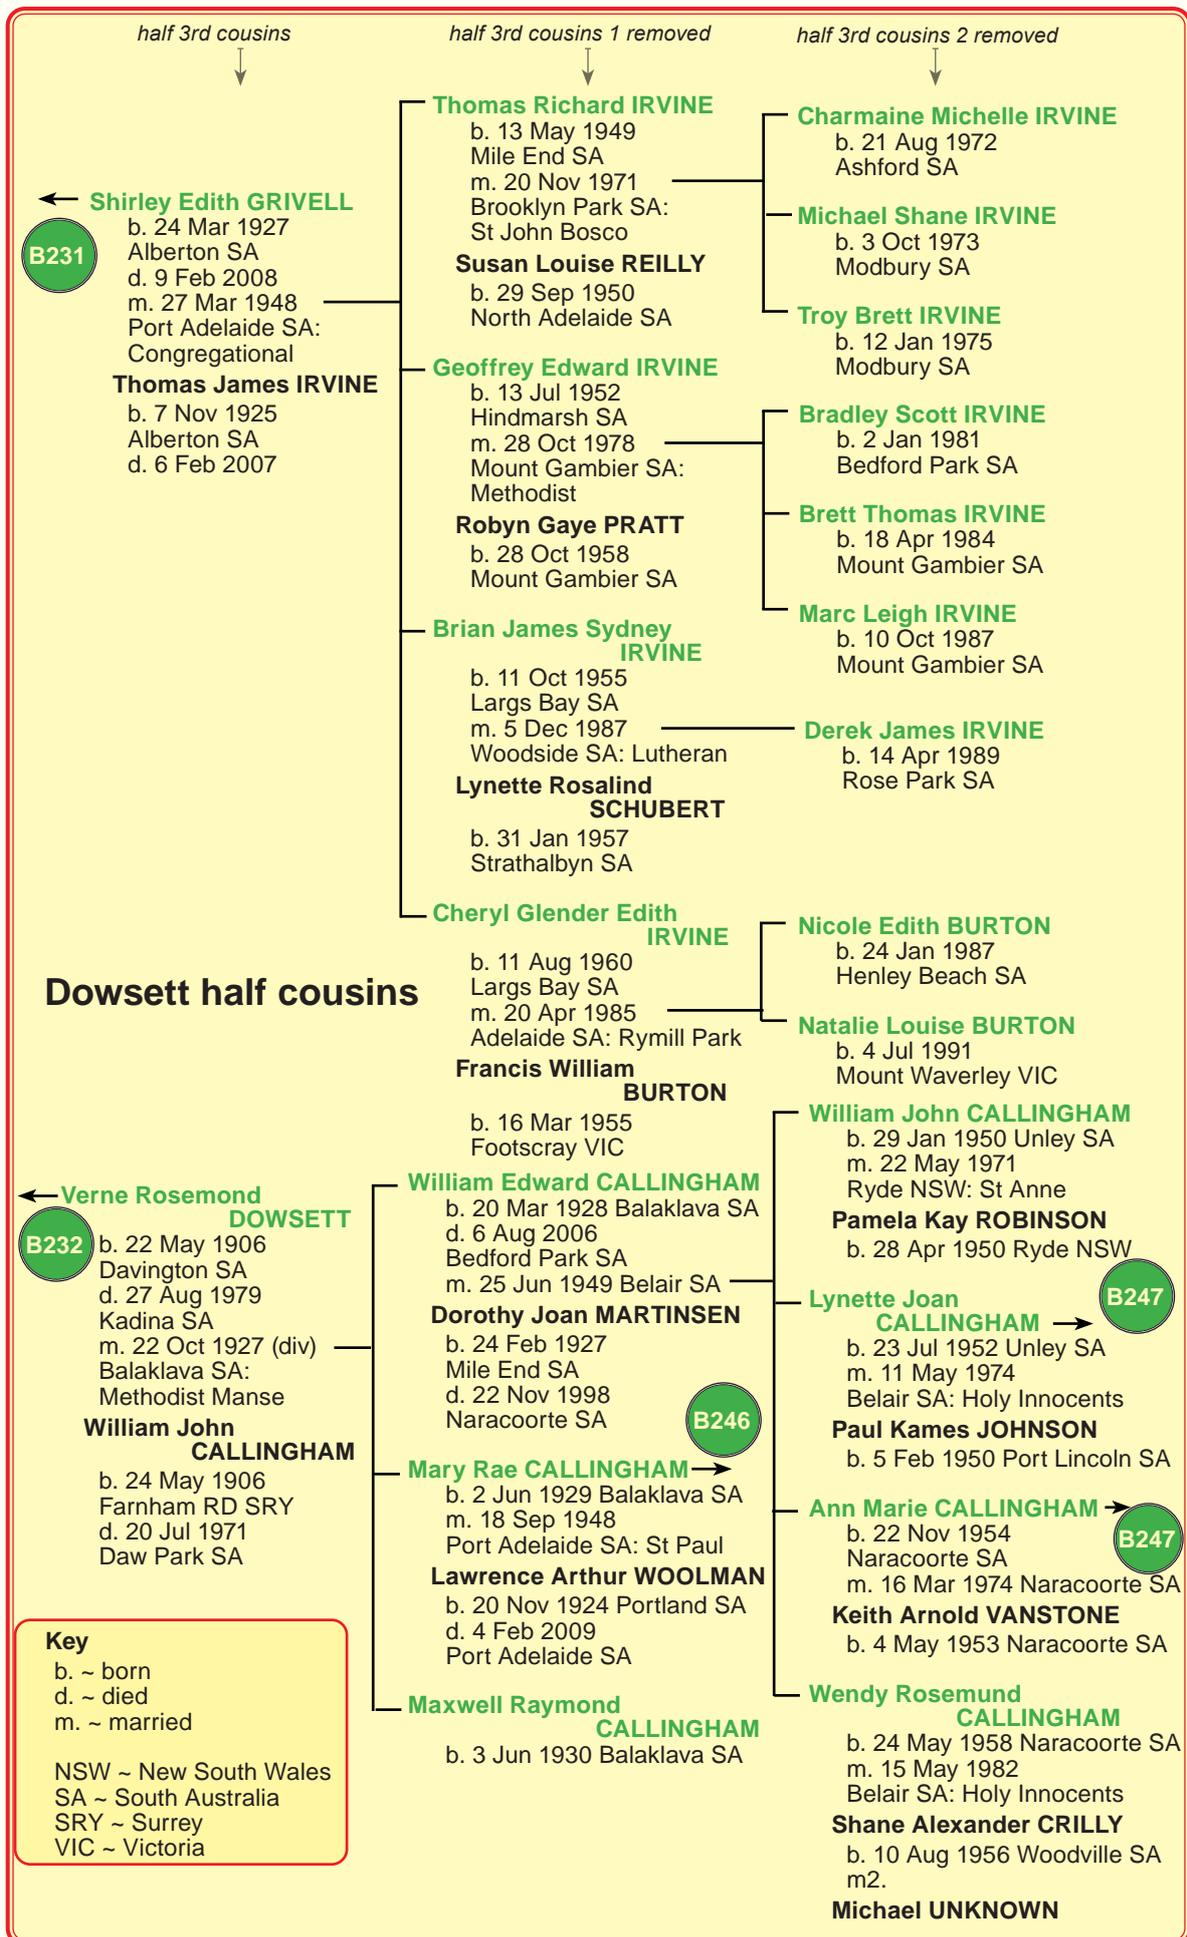 half 3rd cousins
half 3rd cousins 1 removed
half 3rd cousins 2 removed
Shirley Edith GRIVELL
B231
b. 24 Mar 1927
Alberton SA
d. 9 Feb 2008
m. 27 Mar 1948
Port Adelaide SA:
Congregational
Thomas James IRVINE
b. 7 Nov 1925
Alberton SA
d. 6 Feb 2007
Thomas Richard IRVINE
b. 13 May 1949
Mile End SA
m. 20 Nov 1971
Brooklyn Park SA:
St John Bosco
Susan Louise REILLY
b. 29 Sep 1950
North Adelaide SA
Charmaine Michelle IRVINE
b. 21 Aug 1972
Ashford SA
Michael Shane IRVINE
b. 3 Oct 1973
Modbury SA
Troy Brett IRVINE
b. 12 Jan 1975
Modbury SA
Geoffrey Edward IRVINE
b. 13 Jul 1952
Hindmarsh SA
m. 28 Oct 1978
Mount Gambier SA:
Methodist
Robyn Gaye PRATT
b. 28 Oct 1958
Mount Gambier SA
Bradley Scott IRVINE
b. 2 Jan 1981
Bedford Park SA
Brett Thomas IRVINE
b. 18 Apr 1984
Mount Gambier SA
Marc Leigh IRVINE
b. 10 Oct 1987
Mount Gambier SA
Brian James Sydney
IRVINE
b. 11 Oct 1955
Largs Bay SA
m. 5 Dec 1987
Woodside SA: Lutheran
Lynette Rosalind
SCHUBERT
b. 31 Jan 1957
Strathalbyn SA
Derek James IRVINE
b. 14 Apr 1989
Rose Park SA
Cheryl Glender Edith
IRVINE
b. 11 Aug 1960
Largs Bay SA
m. 20 Apr 1985
Adelaide SA: Rymill Park
Francis William
BURTON
b. 16 Mar 1955
Footscray VIC
Nicole Edith BURTON
b. 24 Jan 1987
Henley Beach SA
Natalie Louise BURTON
b. 4 Jul 1991
Mount Waverley VIC
Dowsett half cousins
Verne Rosemond
DOWSETT
B232
b. 22 May 1906
Davington SA
d. 27 Aug 1979
Kadina SA
m. 22 Oct 1927 (div)
Balaklava SA:
Methodist Manse
William John
CALLINGHAM
b. 24 May 1906
Farnham RD SRY
d. 20 Jul 1971
Daw Park SA
William Edward CALLINGHAM
b. 20 Mar 1928 Balaklava SA
d. 6 Aug 2006
Bedford Park SA
m. 25 Jun 1949 Belair SA
Dorothy Joan MARTINSEN
b. 24 Feb 1927
Mile End SA
d. 22 Nov 1998
Naracoorte SA
B246
Mary Rae CALLINGHAM
b. 2 Jun 1929 Balaklava SA
m. 18 Sep 1948
Port Adelaide SA: St Paul
Lawrence Arthur WOOLMAN
b. 20 Nov 1924 Portland SA
d. 4 Feb 2009
Port Adelaide SA
Maxwell Raymond
CALLINGHAM
b. 3 Jun 1930 Balaklava SA
William John CALLINGHAM
b. 29 Jan 1950 Unley SA
m. 22 May 1971
Ryde NSW: St Anne
Pamela Kay ROBINSON
b. 28 Apr 1950 Ryde NSW
B247
Lynette Joan
CALLINGHAM
b. 23 Jul 1952 Unley SA
m. 11 May 1974
Belair SA: Holy Innocents
Paul Kames JOHNSON
b. 5 Feb 1950 Port Lincoln SA
Ann Marie CALLINGHAM
B247
b. 22 Nov 1954
Naracoorte SA
m. 16 Mar 1974 Naracoorte SA
Keith Arnold VANSTONE
b. 4 May 1953 Naracoorte SA
Wendy Rosemund
CALLINGHAM
b. 24 May 1958 Naracoorte SA
m. 15 May 1982
Belair SA: Holy Innocents
Shane Alexander CRILLY
b. 10 Aug 1956 Woodville SA
m2.
Michael UNKNOWN
Key
b. ~ born
d. ~ died
m. ~ married
NSW ~ New South Wales
SA ~ South Australia
SRY ~ Surrey
VIC ~ Victoria